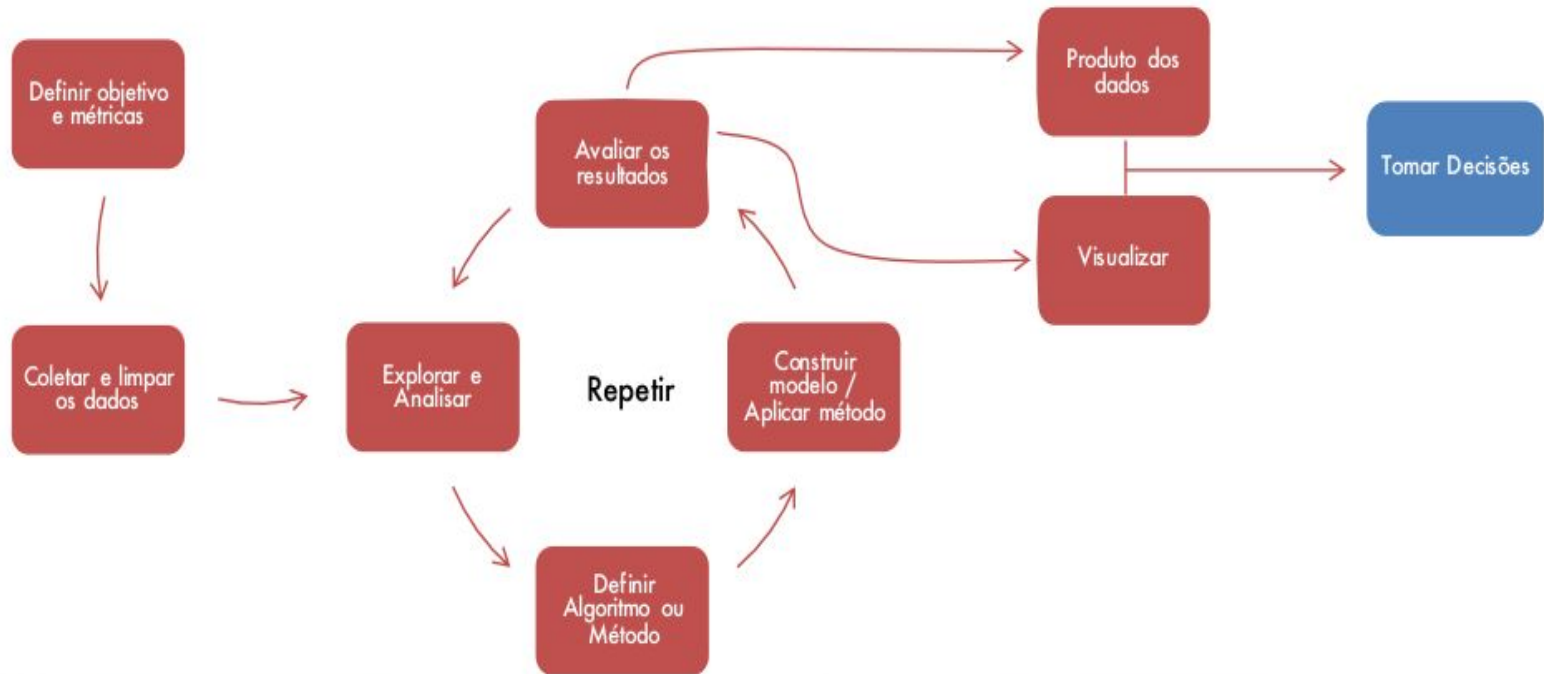 Definir objetivo
e métricas
Coletar e limpar
os dados
Explorar e
Analisar
Definir
Algoritmo ou
Método
Construir
modelo /
Aplicar método
Avaliar os
resultados
Repetir
Produto dos
dados
Visualizar
Tomar Decisões